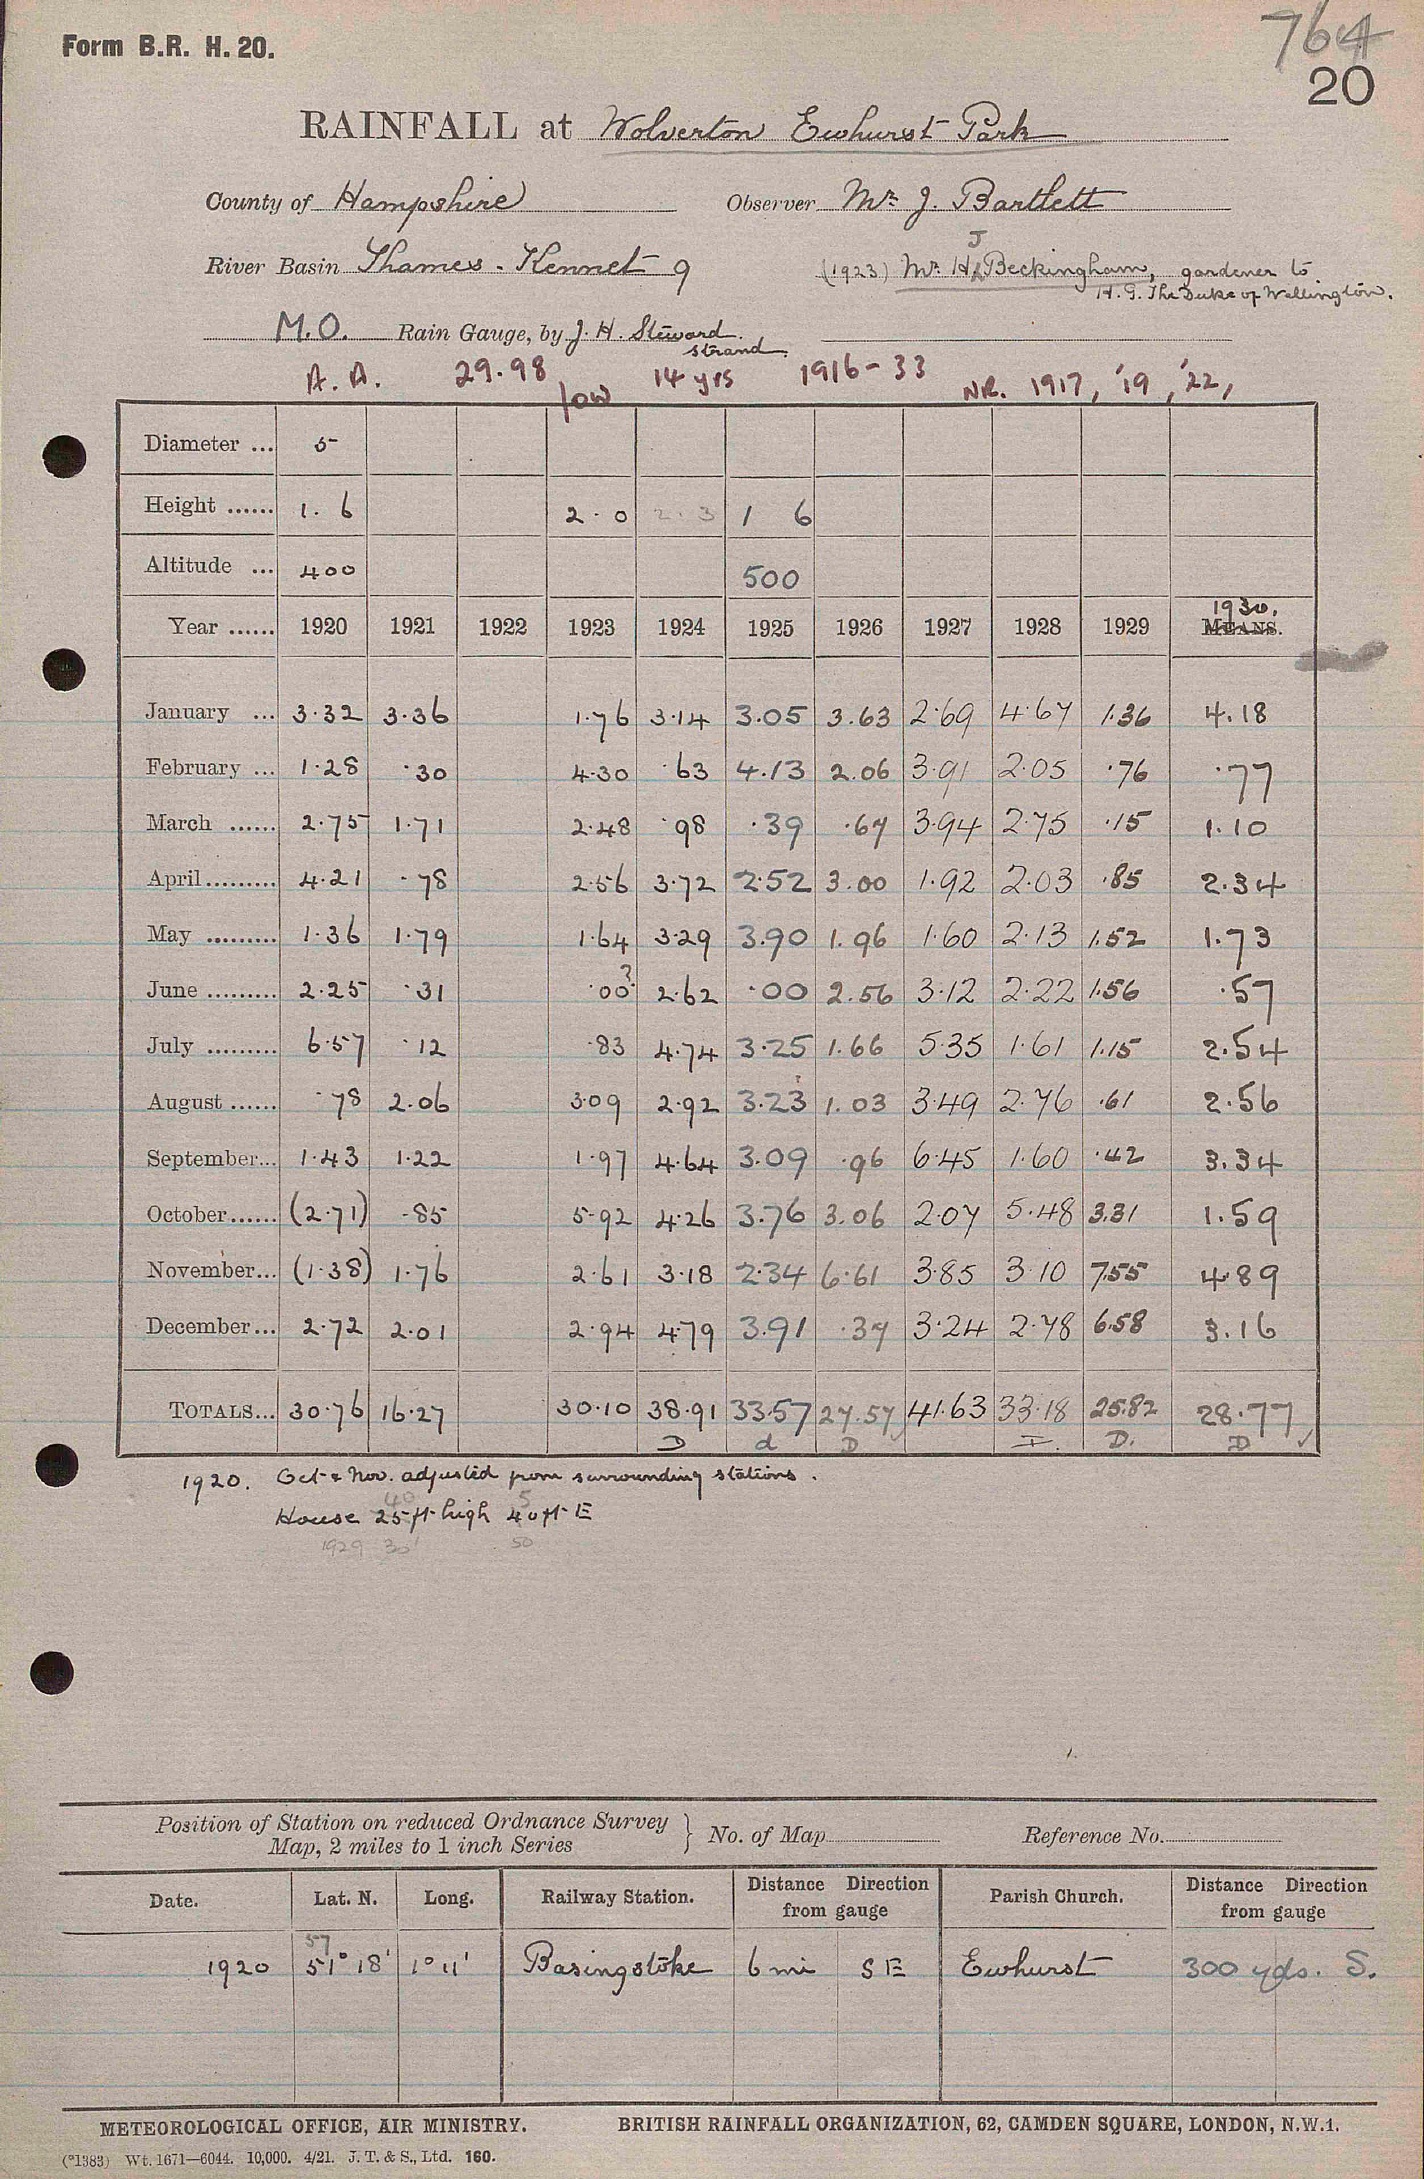 Form B.R. H. 20.
764
20
RAINFALL at Wolverton Ewhurst Park
County of Hampshire Observer Mr. J. Bartlett
River Basin Thames - Kennet 9 (1923) Mr. H. J. Beckingham, gardener to
H. G. The Duke of Wellington.
M.O. Rain Gauge, by J. H. Steward
Strand.
A. A. 29.98 low 14 yrs 1916-33 NR. 1917, '19, '22,
Diameter ... 5
Height ...... 1. 6 2. 0 2. 3 1 6
Altitude ... 400 500
Year ...... 1920 1921 1922 1923 1924 1925 1926 1927 1928 1929 1930. MEANS.
January ... 3.32 3.36 1.76 3.14 3.05 3.63 2.69 4.67 1.36 4.18
February ... 1.28 .30 4.30 .63 4.13 2.06 3.91 2.05 .76 .77
March ...... 2.75 1.71 2.48 .98 .39 .67 3.94 2.75 .15 1.10
April......... 4.21 .78 2.56 3.72 2.52 3.00 1.92 2.03 .85 2.34
May ......... 1.36 1.79 1.64 3.29 3.90 1.96 1.60 2.13 1.52 1.73
June ......... 2.25 .31 .00? 2.62 .00 2.56 3.12 2.22 1.56 .57
July ......... 6.57 .12 .83 4.74 3.25 1.66 5.35 1.61 1.15 2.54
August ...... .78 2.06 3.09 2.92 3.23 1.03 3.49 2.76 .61 2.56
September... 1.43 1.22 1.97 4.64 3.09 .96 6.45 1.60 .42 3.34
October...... (2.71) .85 5.92 4.26 3.76 3.06 2.07 5.48 3.31 1.59
November... (1.38) 1.76 2.61 3.18 2.34 6.61 3.85 3.10 7.55 4.89
December... 2.72 2.01 2.94 4.79 3.91 .37 3.24 2.78 6.58 3.16
TOTALS... 30.76 16.27 30.10 38.91 33.57 27.57 41.63 33.18 25.82 28.77
D d D I. D. D ✓
1920. Oct & Nov. adjusted from surrounding stations.
40 5
House 25 ft high 40 ft E
1929 30' 50
Position of Station on reduced Ordnance Survey
Map, 2 miles to 1 inch Series } No. of Map Reference No.
Date. Lat. N. Long. Railway Station. Distance Direction from gauge Parish Church. Distance Direction from gauge
57
1920 51° 18' 1° 11' Basingstoke 6 mi SE Ewhurst 300 yds. S.
METEOROLOGICAL OFFICE, AIR MINISTRY. BRITISH RAINFALL ORGANIZATION, 62, CAMDEN SQUARE, LONDON, N.W.1.
(*1383) Wt. 1671—6044. 10,000. 4/21. J. T. & S., Ltd. 160.